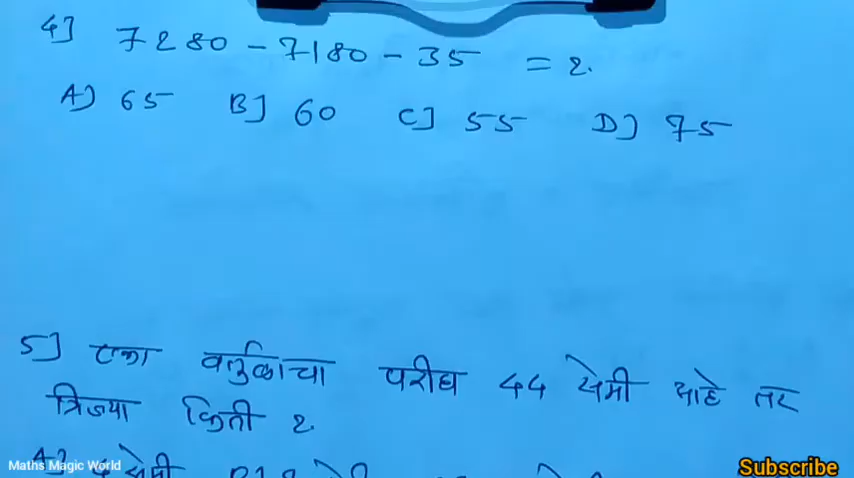 4] 7280 - 7180 - 35 = ?
A) 65 B] 60 C] 55 D] 75
5] एका वर्तुळाचा परीघ 44 सेमी आहे तर
त्रिज्या किती ?
Maths Magic World
Subscribe